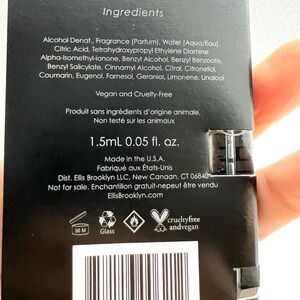 Ingredients
Alcohol Denat., Fragrance (Parfum), Water (Aqua/Eau),
Citric Acid, Tetrahydroxypropyl Ethylene Diamine,
Alpha-Isomethyl-Ionone, Benzyl Alcohol, Benzyl Benzoate,
Benzyl Salicylate, Cinnamyl Alcohol, Citral, Citronellol,
Coumarin, Eugenol, Farnesol, Geraniol, Limonene, Linalool
Vegan and Cruelty-Free
Produit sans ingrédients d'origine animale.
Non testé sur les animaux
1.5mL 0.05 fl. oz.
Made in the U.S.A.
Fabriqué aux États-Unis
Dist. Ellis Brooklyn LLC, New Canaan, CT 06840
Not for sale. Enchantillon gratuit-nepeut être vendu
EllisBrooklyn.com
36 M
Glass
crueltyfree
andvegan